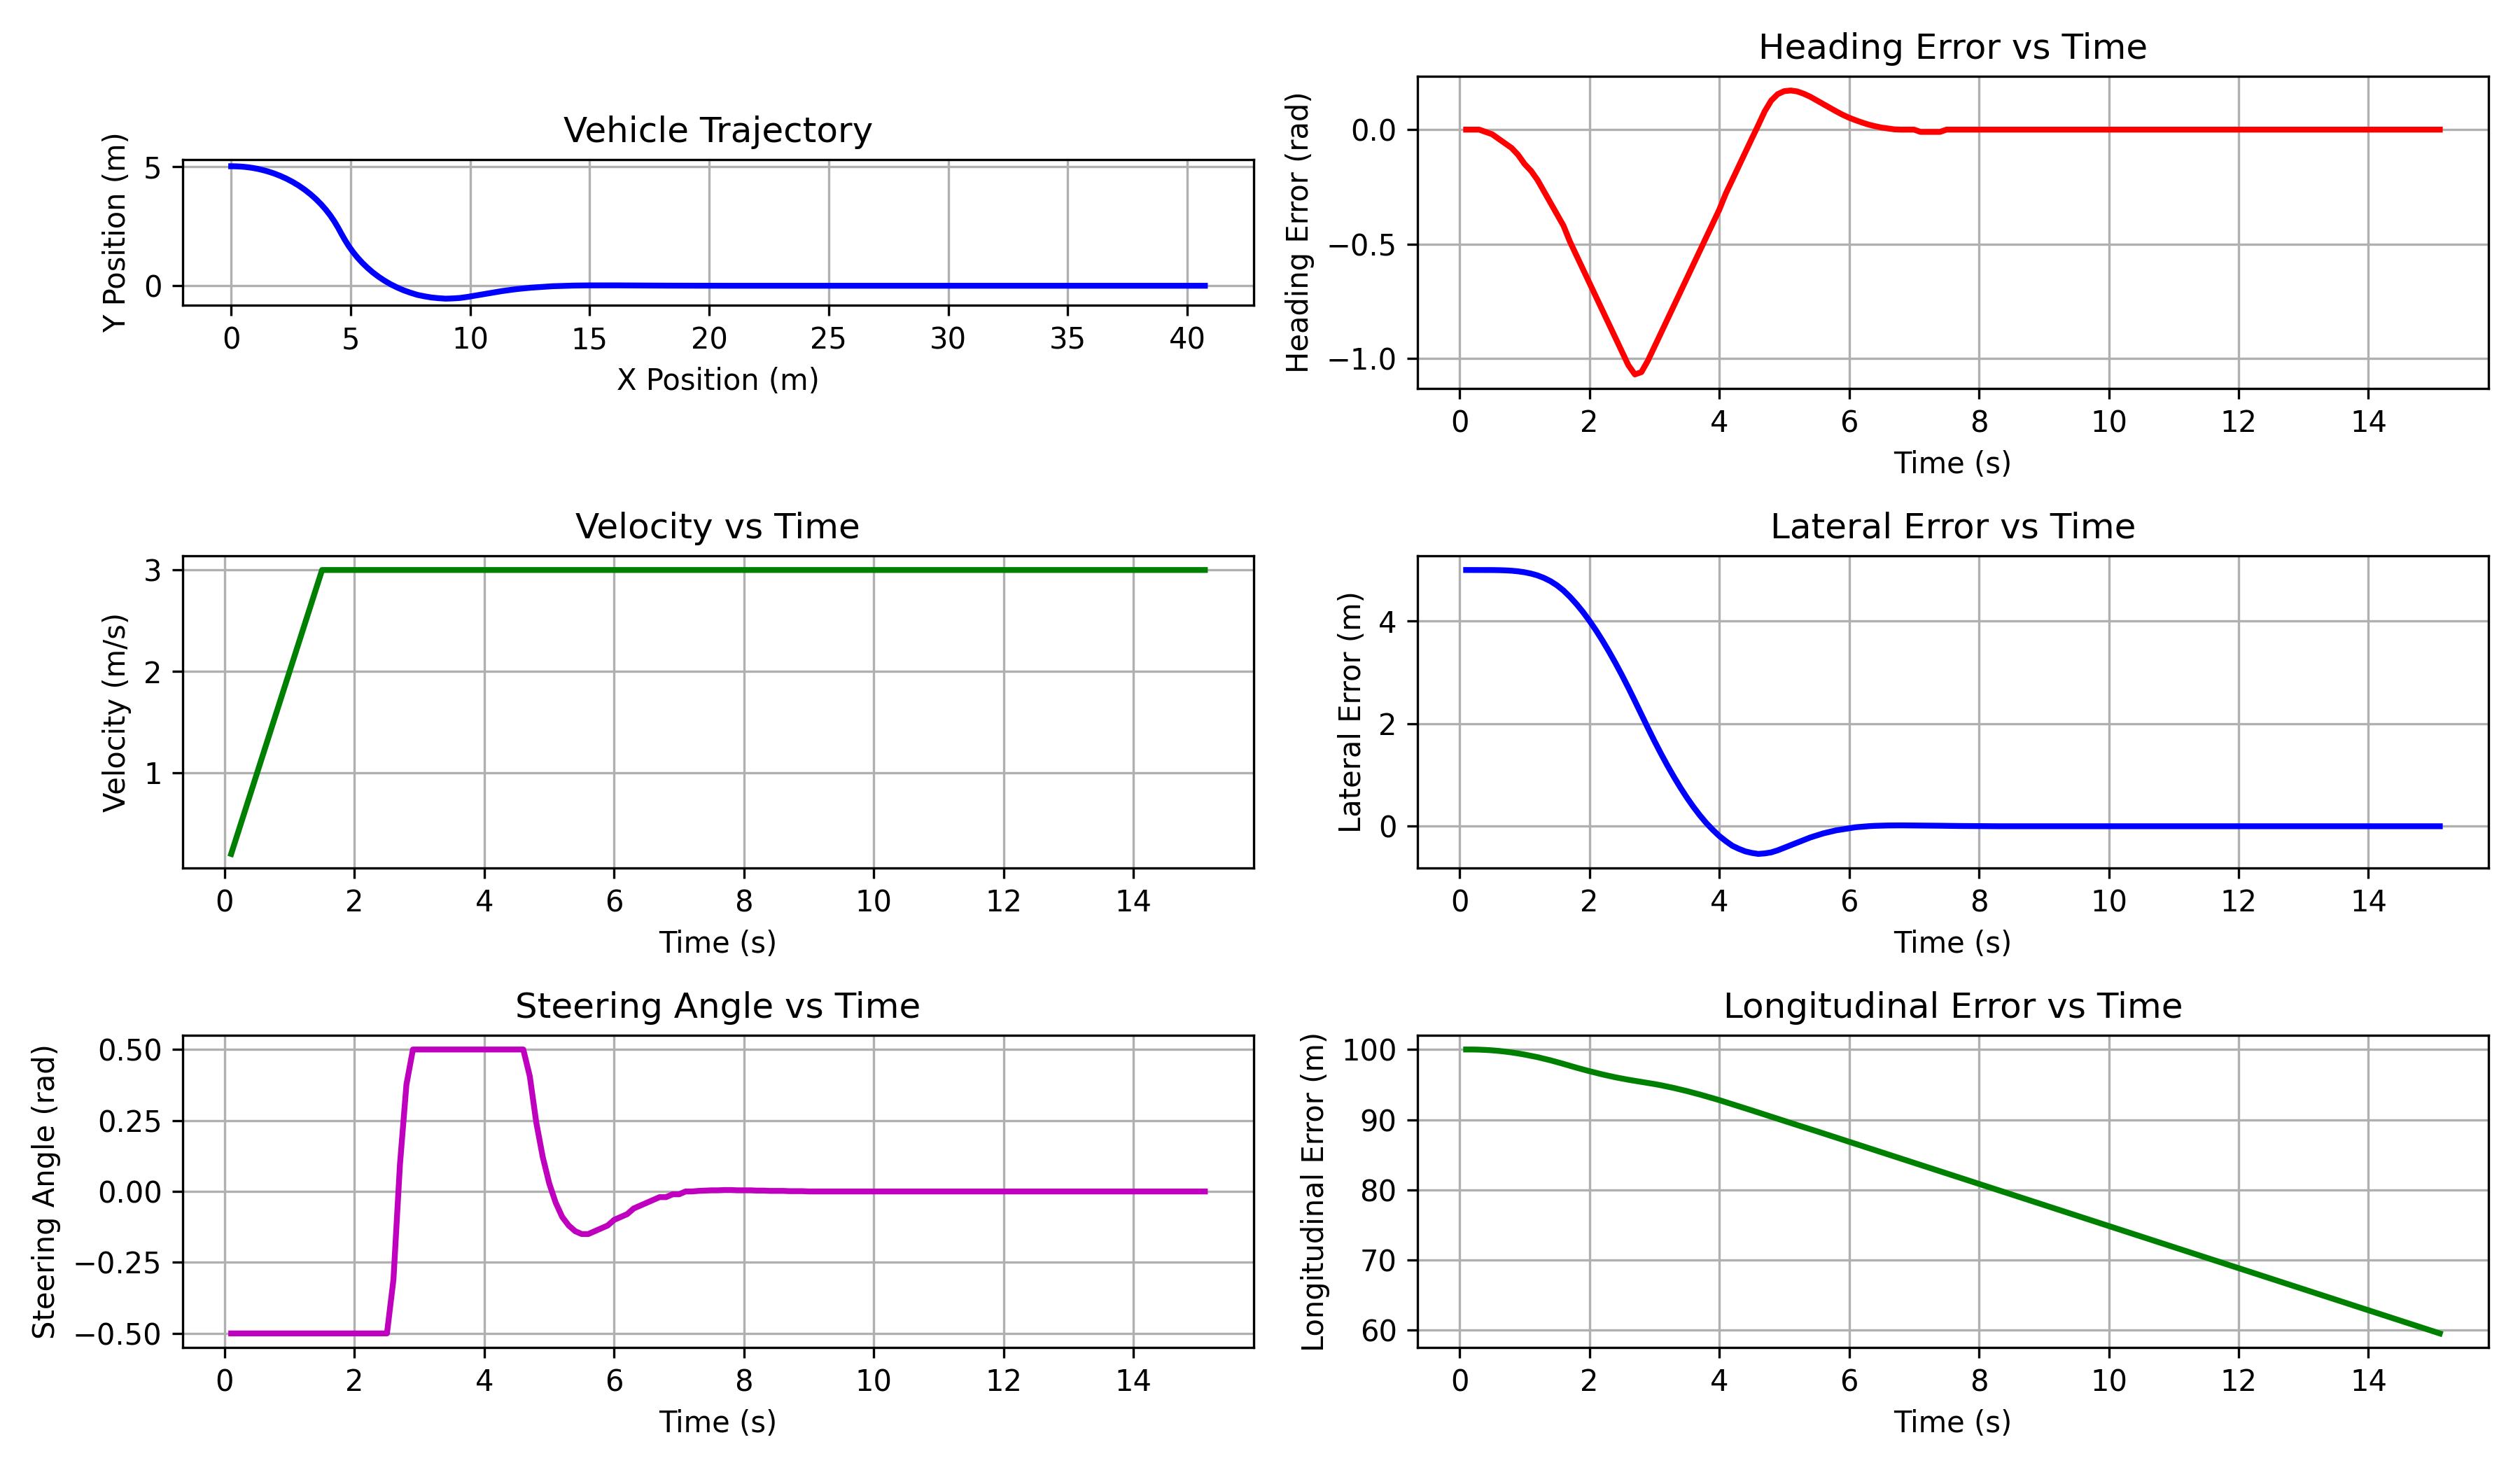 Vehicle Trajectory
Y Position (m)
5
0
0 5 10 15 20 25 30 35 40
X Position (m)
Heading Error vs Time
Heading Error (rad)
0.0
−0.5
−1.0
0 2 4 6 8 10 12 14
Time (s)
Velocity vs Time
Velocity (m/s)
3
2
1
0 2 4 6 8 10 12 14
Time (s)
Lateral Error vs Time
Lateral Error (m)
4
2
0
0 2 4 6 8 10 12 14
Time (s)
Steering Angle vs Time
Steering Angle (rad)
0.50
0.25
0.00
−0.25
−0.50
0 2 4 6 8 10 12 14
Time (s)
Longitudinal Error vs Time
Longitudinal Error (m)
100
90
80
70
60
0 2 4 6 8 10 12 14
Time (s)